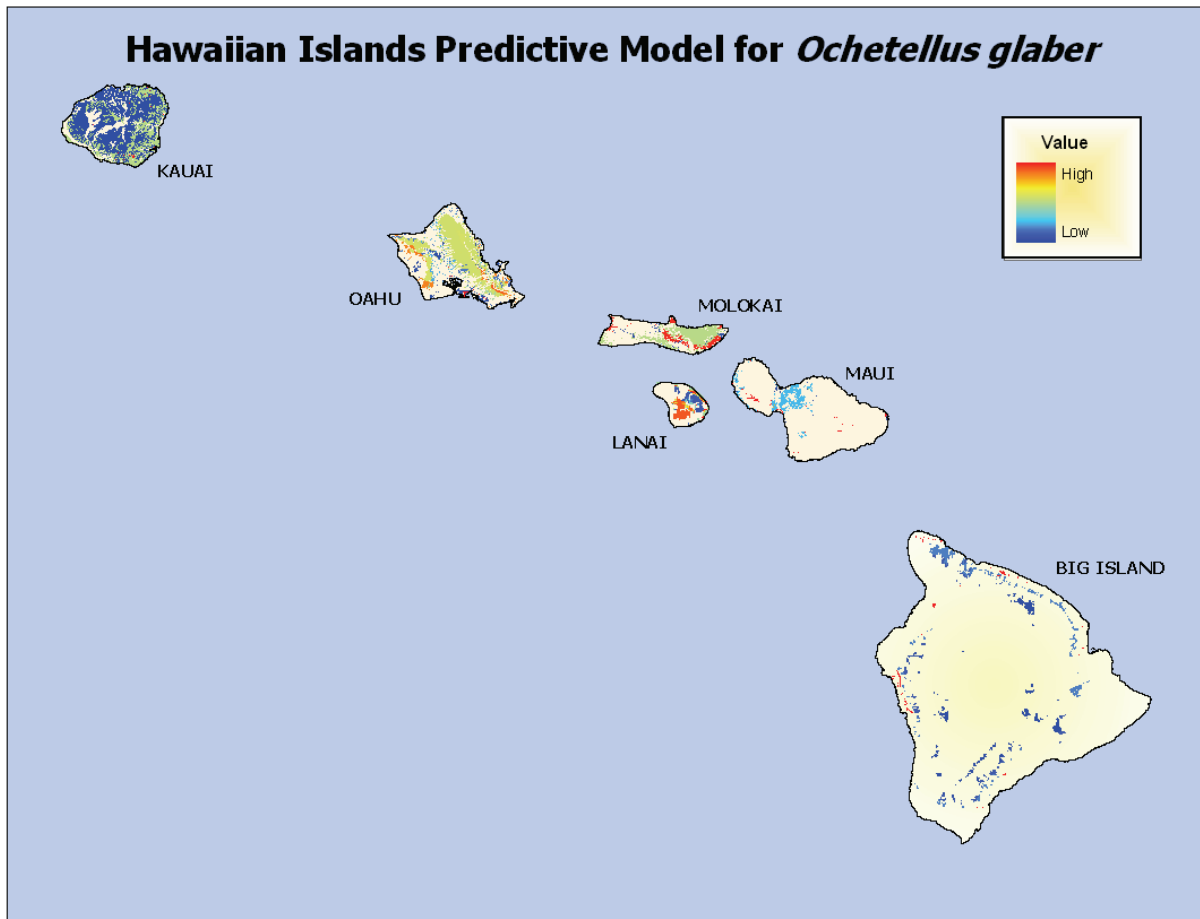 Hawaiian Islands Predictive Model for Ochetellus glaber
KAUAI
Value
High
Low
OAHU
MOLOKAI
MAUI
LANAI
BIG ISLAND